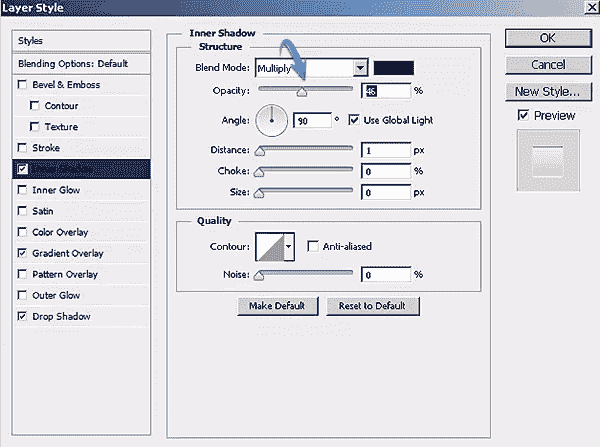 Layer Style
Styles
Blending Options: Default
Bevel & Emboss
Contour
Texture
Stroke
Inner Glow
Satin
Color Overlay
Gradient Overlay
Pattern Overlay
Outer Glow
Drop Shadow
Inner Shadow
Structure
Blend Mode: Multiply
Opacity: 46 %
Angle: 90 ° Use Global Light
Distance: 1 px
Choke: 0 %
Size: 0 px
Quality
Contour: Anti-aliased
Noise: 0 %
Make Default Reset to Default
OK
Cancel
New Style...
Preview